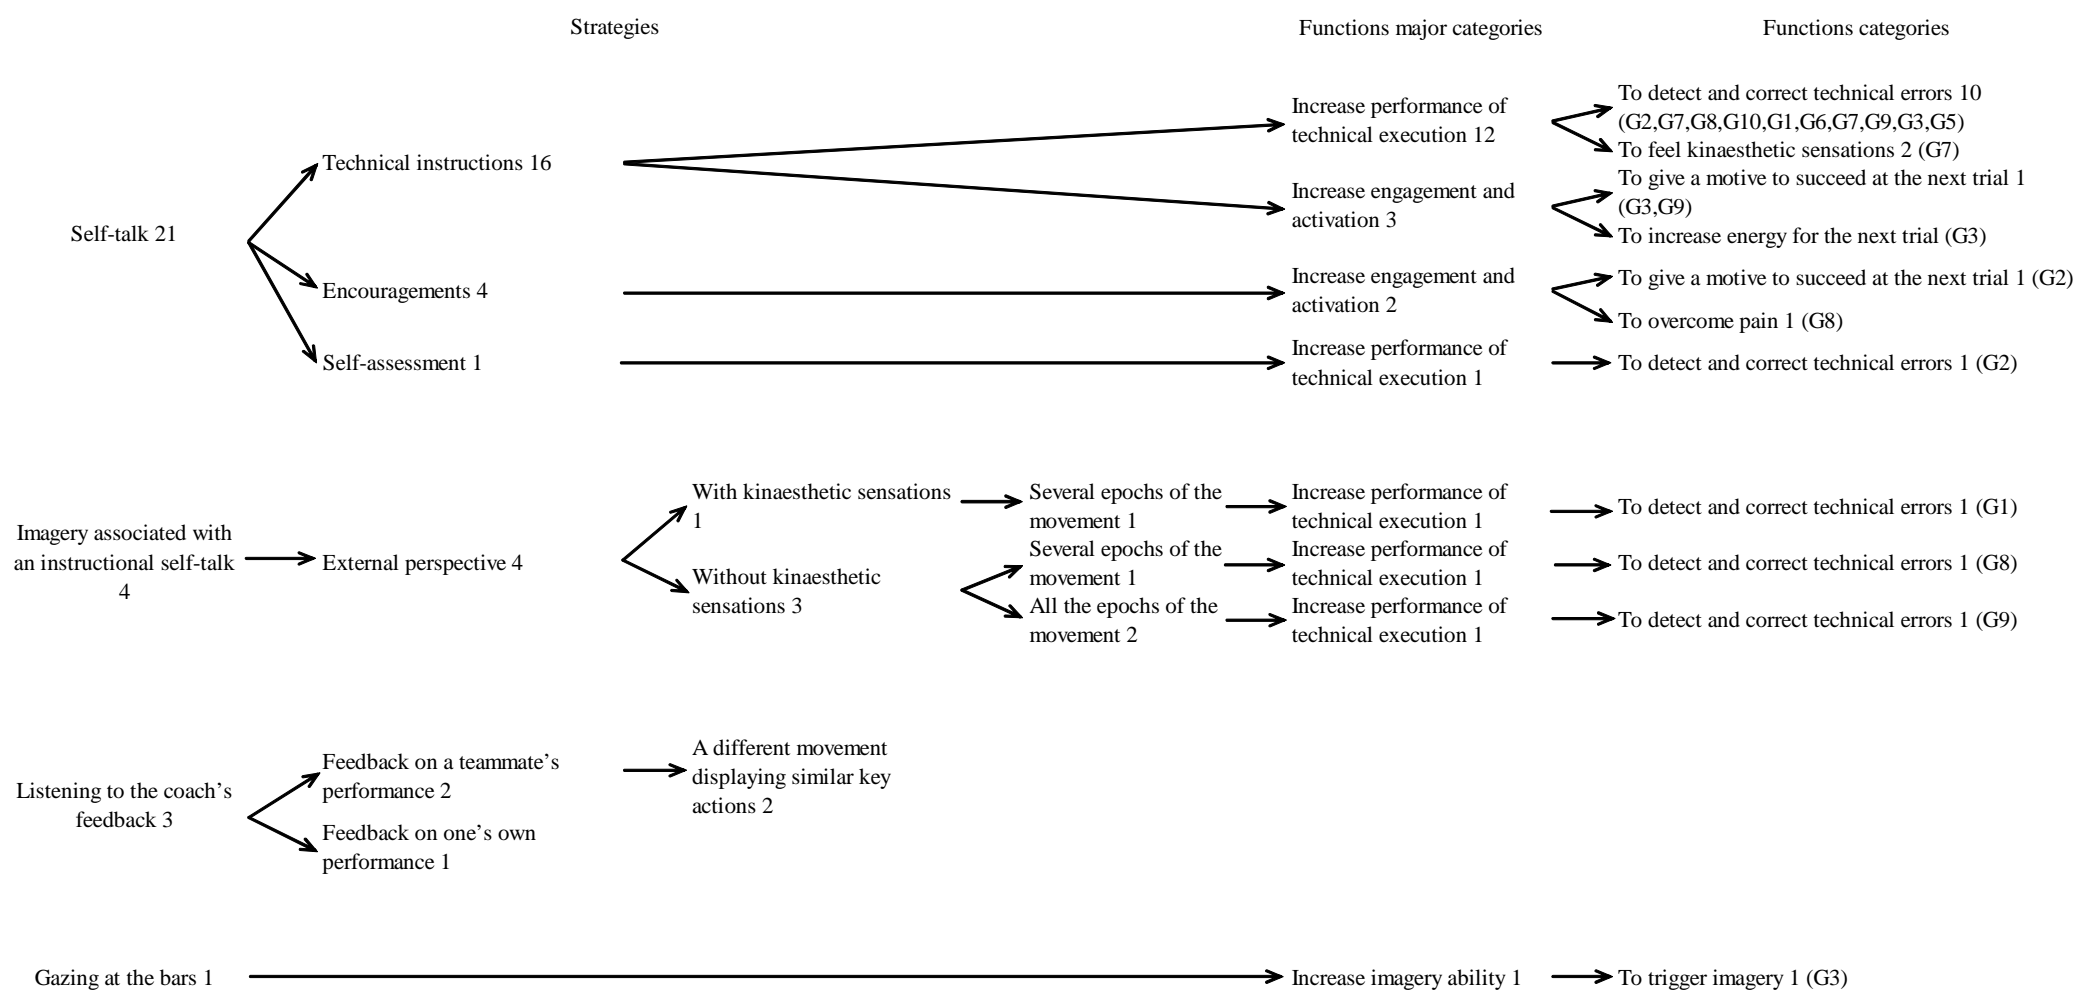 Strategies
Functions major categories
Functions categories
Self-talk 21
Technical instructions 16
Increase performance of
technical execution 12
To detect and correct technical errors 10
(G2,G7,G8,G10,G1,G6,G7,G9,G3,G5)
To feel kinaesthetic sensations 2 (G7)
Increase engagement and
activation 3
To give a motive to succeed at the next trial 1
(G3,G9)
To increase energy for the next trial (G3)
Encouragements 4
Increase engagement and
activation 2
To give a motive to succeed at the next trial 1 (G2)
To overcome pain 1 (G8)
Self-assessment 1
Increase performance of
technical execution 1
To detect and correct technical errors 1 (G2)
Imagery associated with
an instructional self-talk
4
External perspective 4
With kinaesthetic sensations
1
Several epochs of the
movement 1
Increase performance of
technical execution 1
To detect and correct technical errors 1 (G1)
Without kinaesthetic
sensations 3
Several epochs of the
movement 1
Increase performance of
technical execution 1
To detect and correct technical errors 1 (G8)
All the epochs of the
movement 2
Increase performance of
technical execution 1
To detect and correct technical errors 1 (G9)
Listening to the coach’s
feedback 3
Feedback on a teammate’s
performance 2
A different movement
displaying similar key
actions 2
Feedback on one’s own
performance 1
Gazing at the bars 1
Increase imagery ability 1
To trigger imagery 1 (G3)